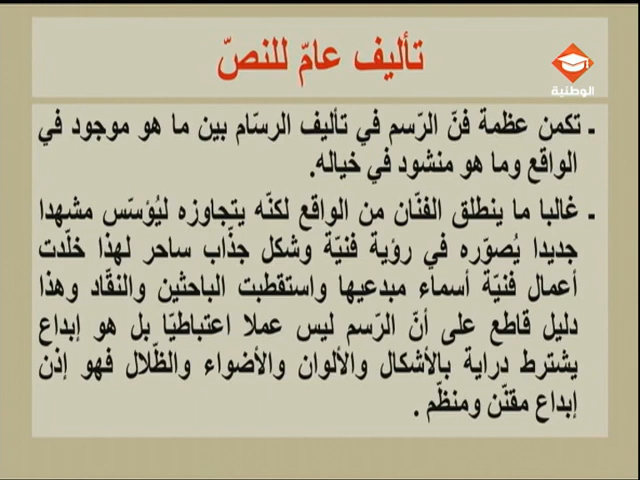 تأليف عامّ للنصّ
الوطنية
ـ تكمن عظمة فنّ الرّسم في تأليف الرسّام بين ما هو موجود في
الواقع وما هو منشود في خياله.
ـ غالبا ما ينطلق الفنّان من الواقع لكنّه يتجاوزه ليُؤسّس مشهدا
جديدا يُصوّره في رؤية فنيّة وشكل جذّاب ساحر لهذا خلّدت
أعمال فنيّة أسماء مبدعيها واستقطبت الباحثين والنقّاد وهذا
دليل قاطع على أنّ الرّسم ليس عملا اعتباطيّا بل هو إبداع
يشترط دراية بالأشكال والألوان والأضواء والظّلال فهو إذن
إبداع مقنّن ومنظّم .